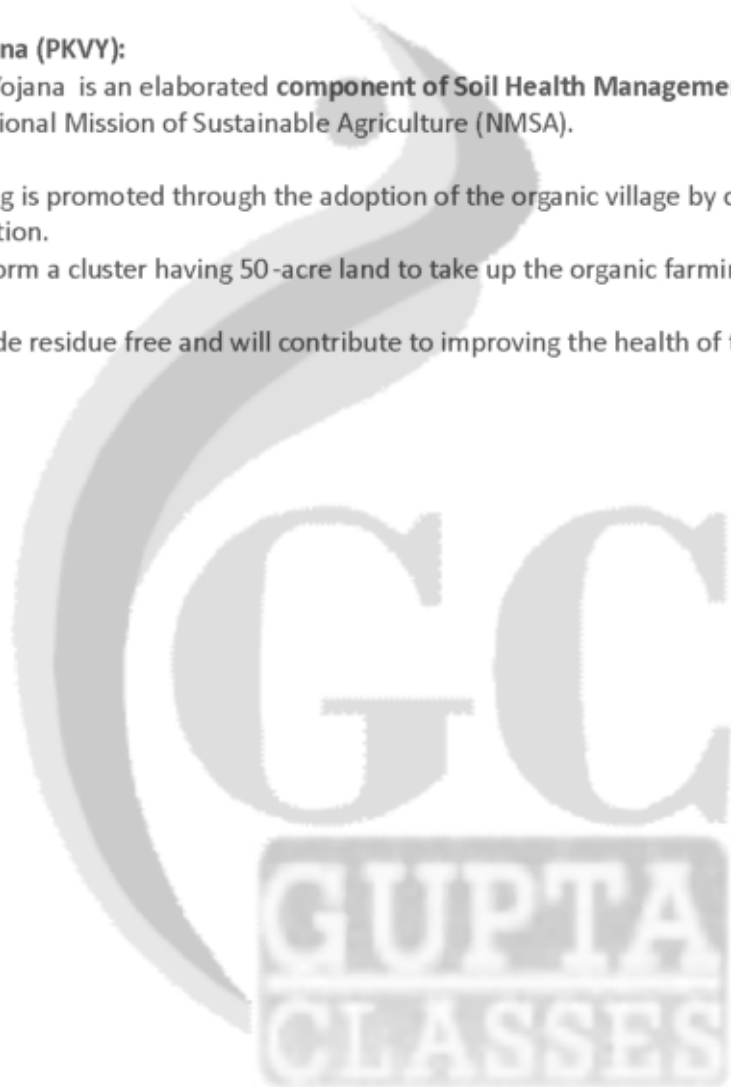 na (PKVY):
Yojana is an elaborated component of Soil Health Manageme
ional Mission of Sustainable Agriculture (NMSA).
g is promoted through the adoption of the organic village by c
tion.
orm a cluster having 50-acre land to take up the organic farmin
de residue free and will contribute to improving the health of t
GC
GUPTA
CLASSES